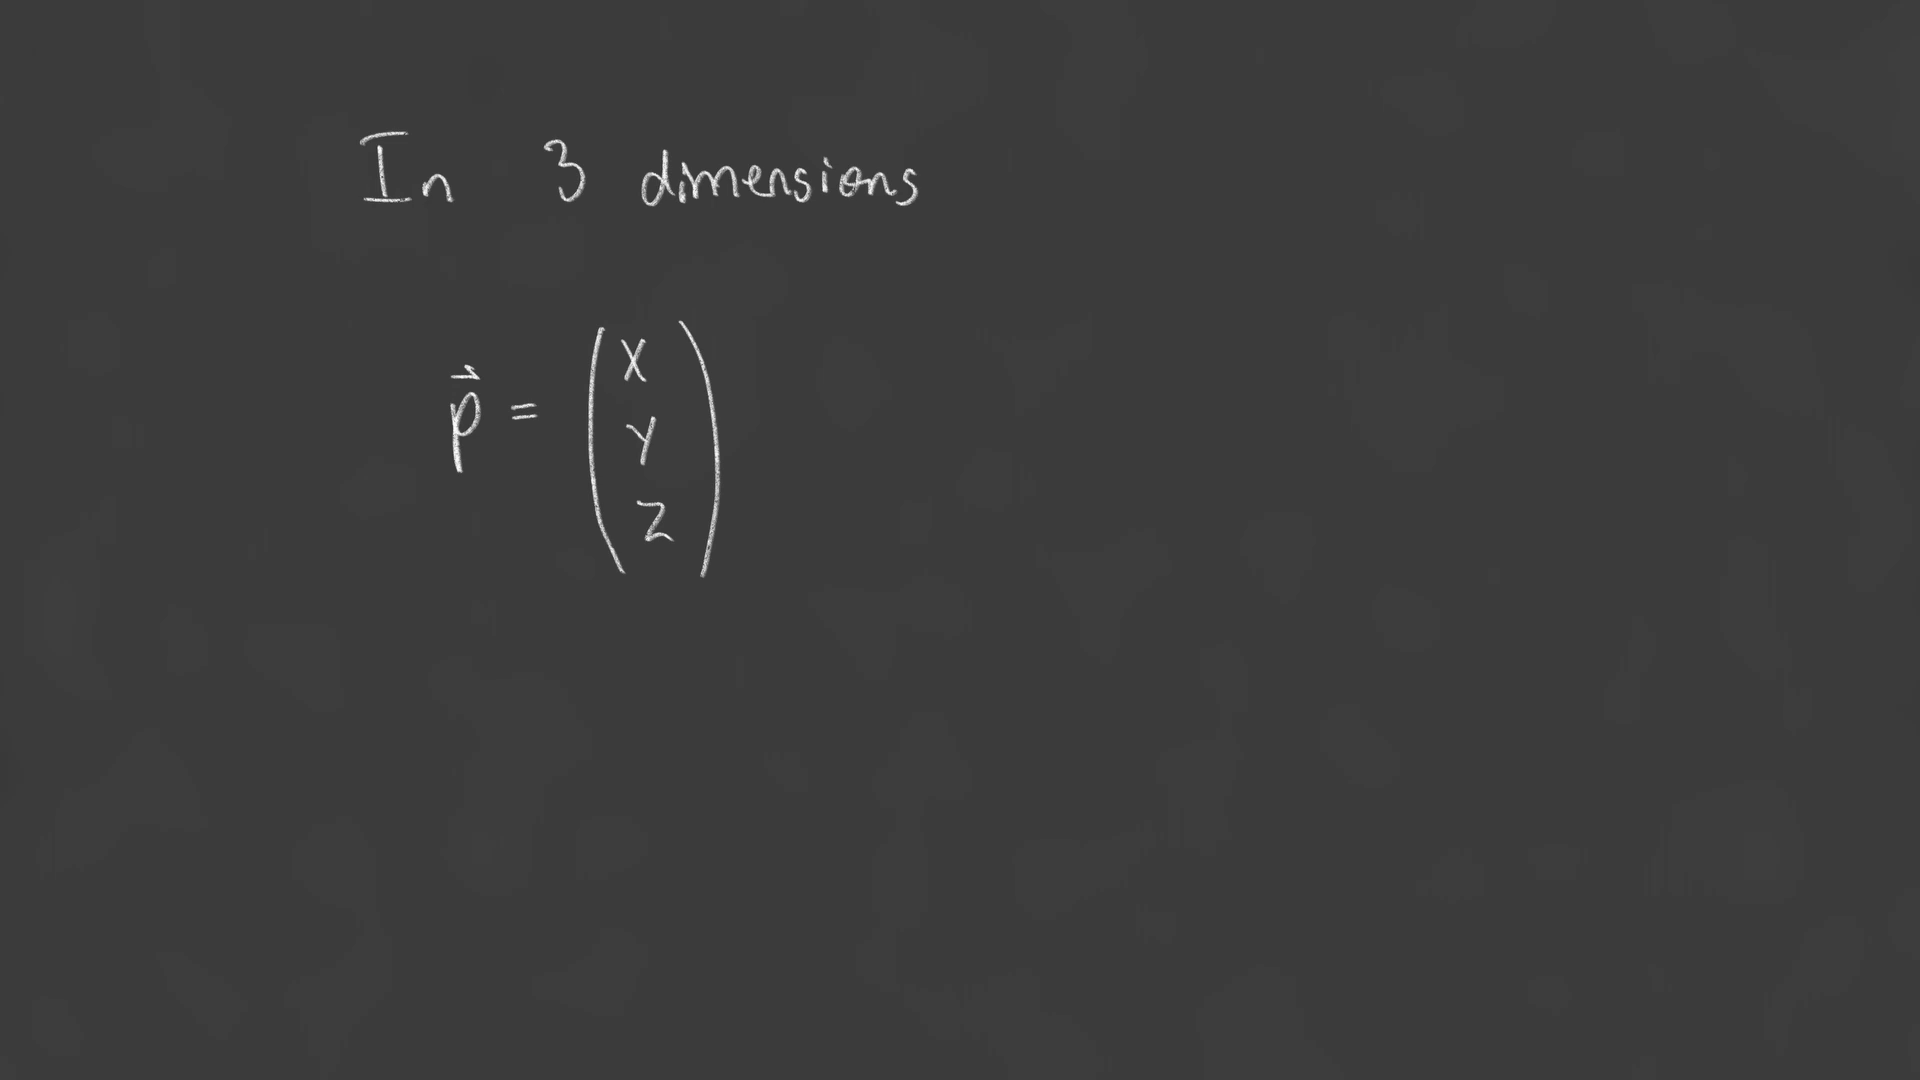 In 3 dimensions
p⃗ = (x
y
z)